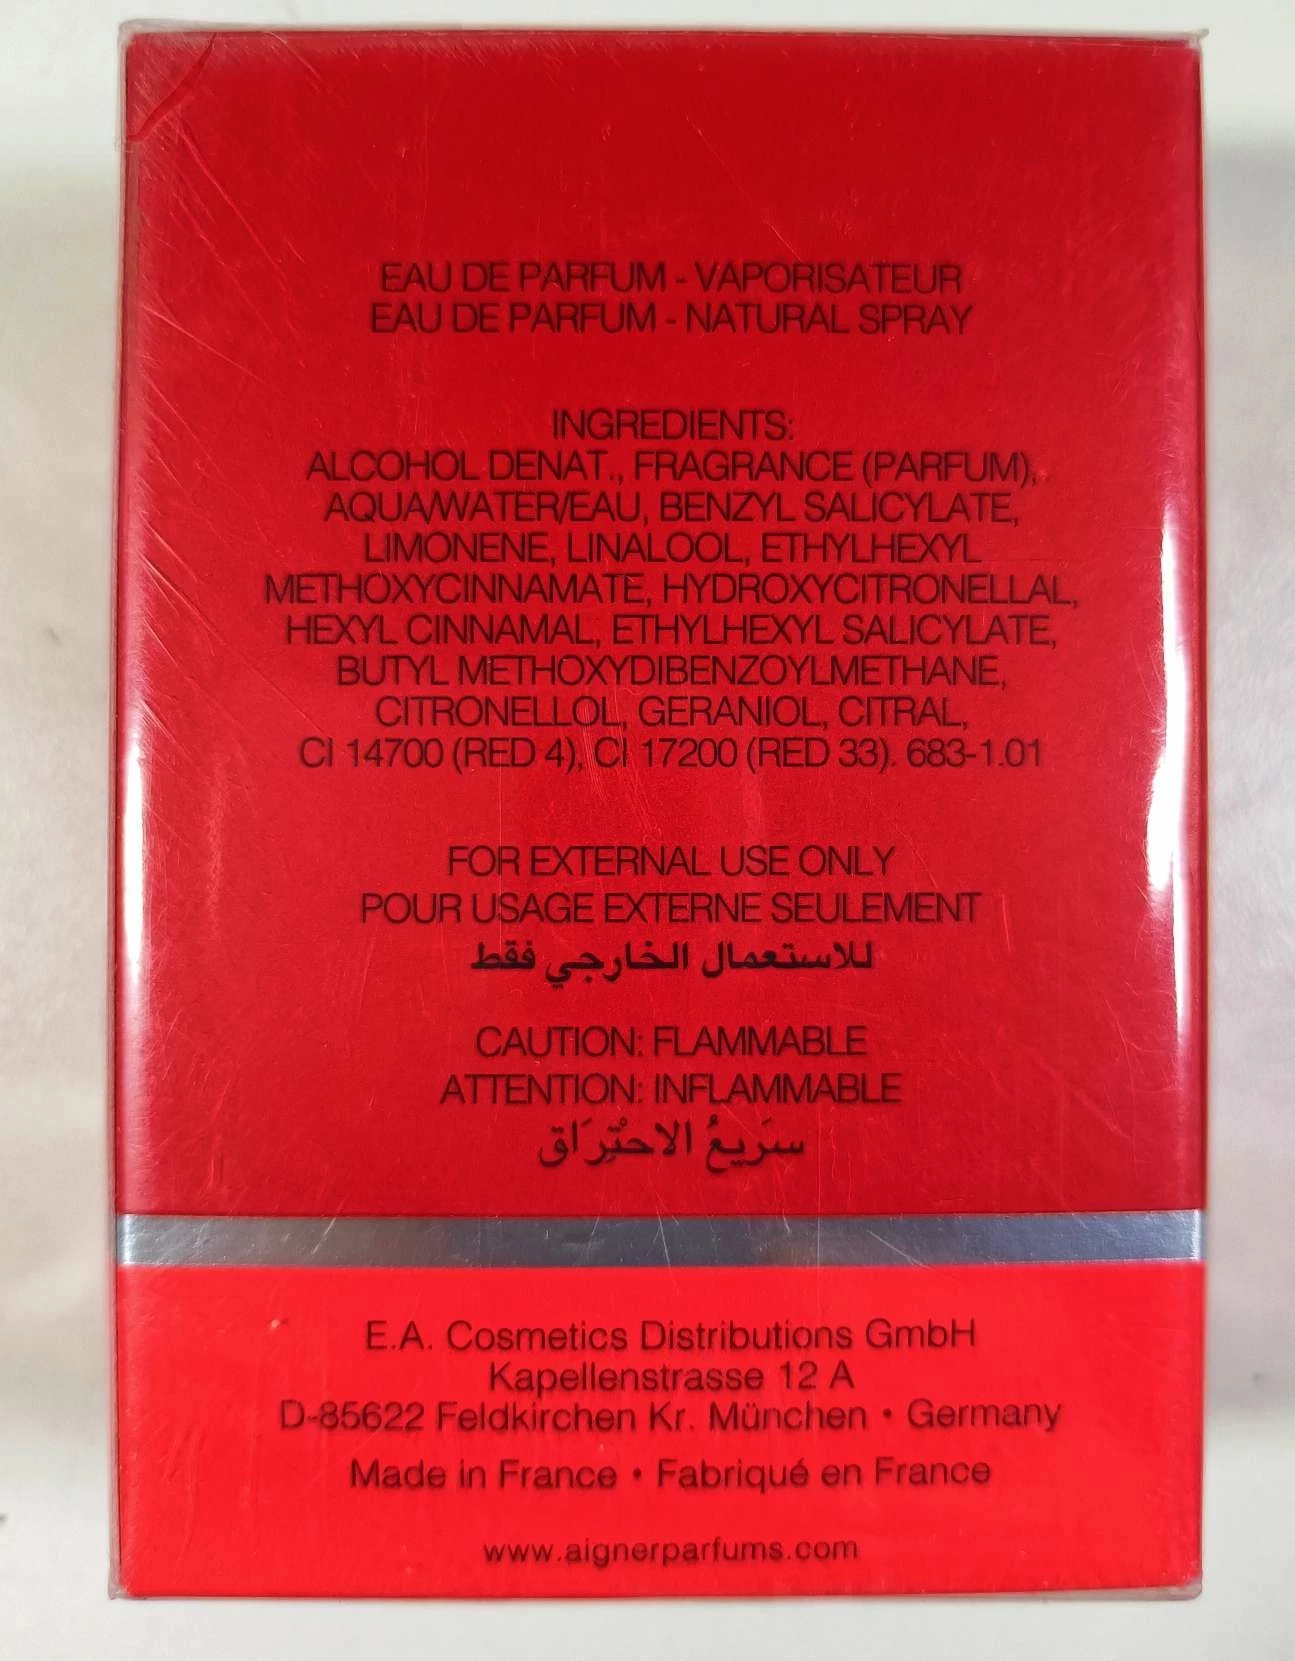 EAU DE PARFUM - VAPORISATEUR
EAU DE PARFUM - NATURAL SPRAY
INGREDIENTS:
ALCOHOL DENAT., FRAGRANCE (PARFUM),
AQUA/WATER/EAU, BENZYL SALICYLATE,
LIMONENE, LINALOOL, ETHYLHEXYL
METHOXYCINNAMATE, HYDROXYCITRONELLAL,
HEXYL CINNAMAL, ETHYLHEXYL SALICYLATE,
BUTYL METHOXYDIBENZOYLMETHANE,
CITRONELLOL, GERANIOL, CITRAL,
CI 14700 (RED 4), CI 17200 (RED 33). 683-1.01
FOR EXTERNAL USE ONLY
POUR USAGE EXTERNE SEULEMENT
للاستعمال الخارجي فقط
CAUTION: FLAMMABLE
ATTENTION: INFLAMMABLE
سَريعُ الاحْتِرَاق
E.A. Cosmetics Distributions GmbH
Kapellenstrasse 12 A
D-85622 Feldkirchen Kr. München • Germany
Made in France • Fabriqué en France
www.aignerparfums.com